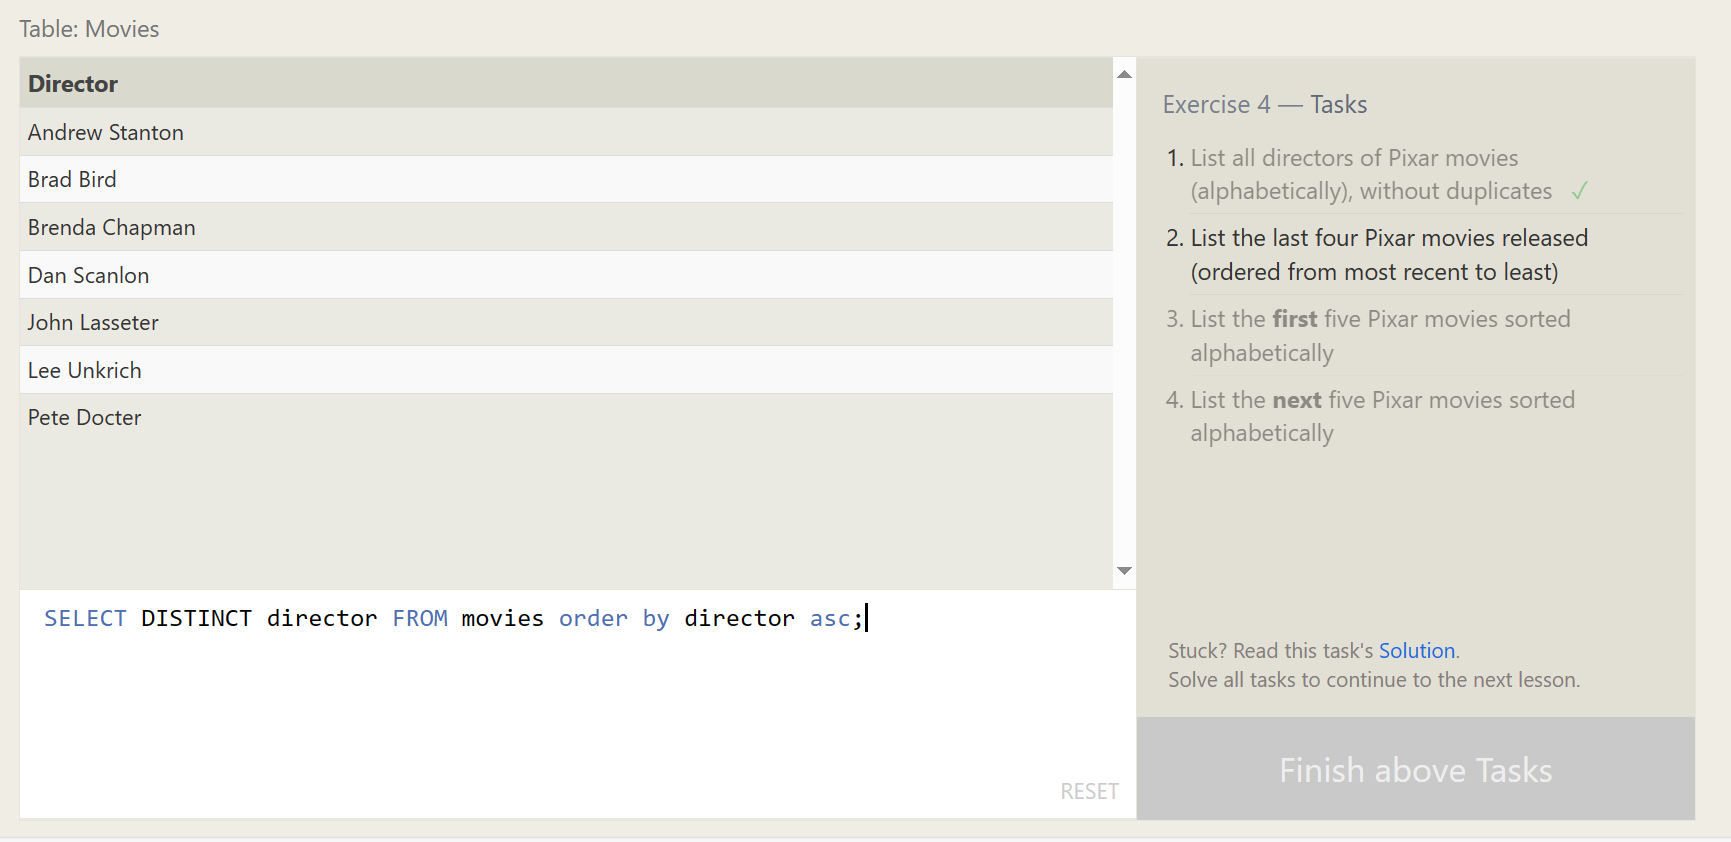 Table: Movies
Director
Andrew Stanton
Brad Bird
Brenda Chapman
Dan Scanlon
John Lasseter
Lee Unkrich
Pete Docter
SELECT DISTINCT director FROM movies order by director asc;
RESET
Exercise 4 — Tasks
1. List all directors of Pixar movies
(alphabetically), without duplicates ✓
2. List the last four Pixar movies released
(ordered from most recent to least)
3. List the first five Pixar movies sorted
alphabetically
4. List the next five Pixar movies sorted
alphabetically
Stuck? Read this task's Solution.
Solve all tasks to continue to the next lesson.
Finish above Tasks